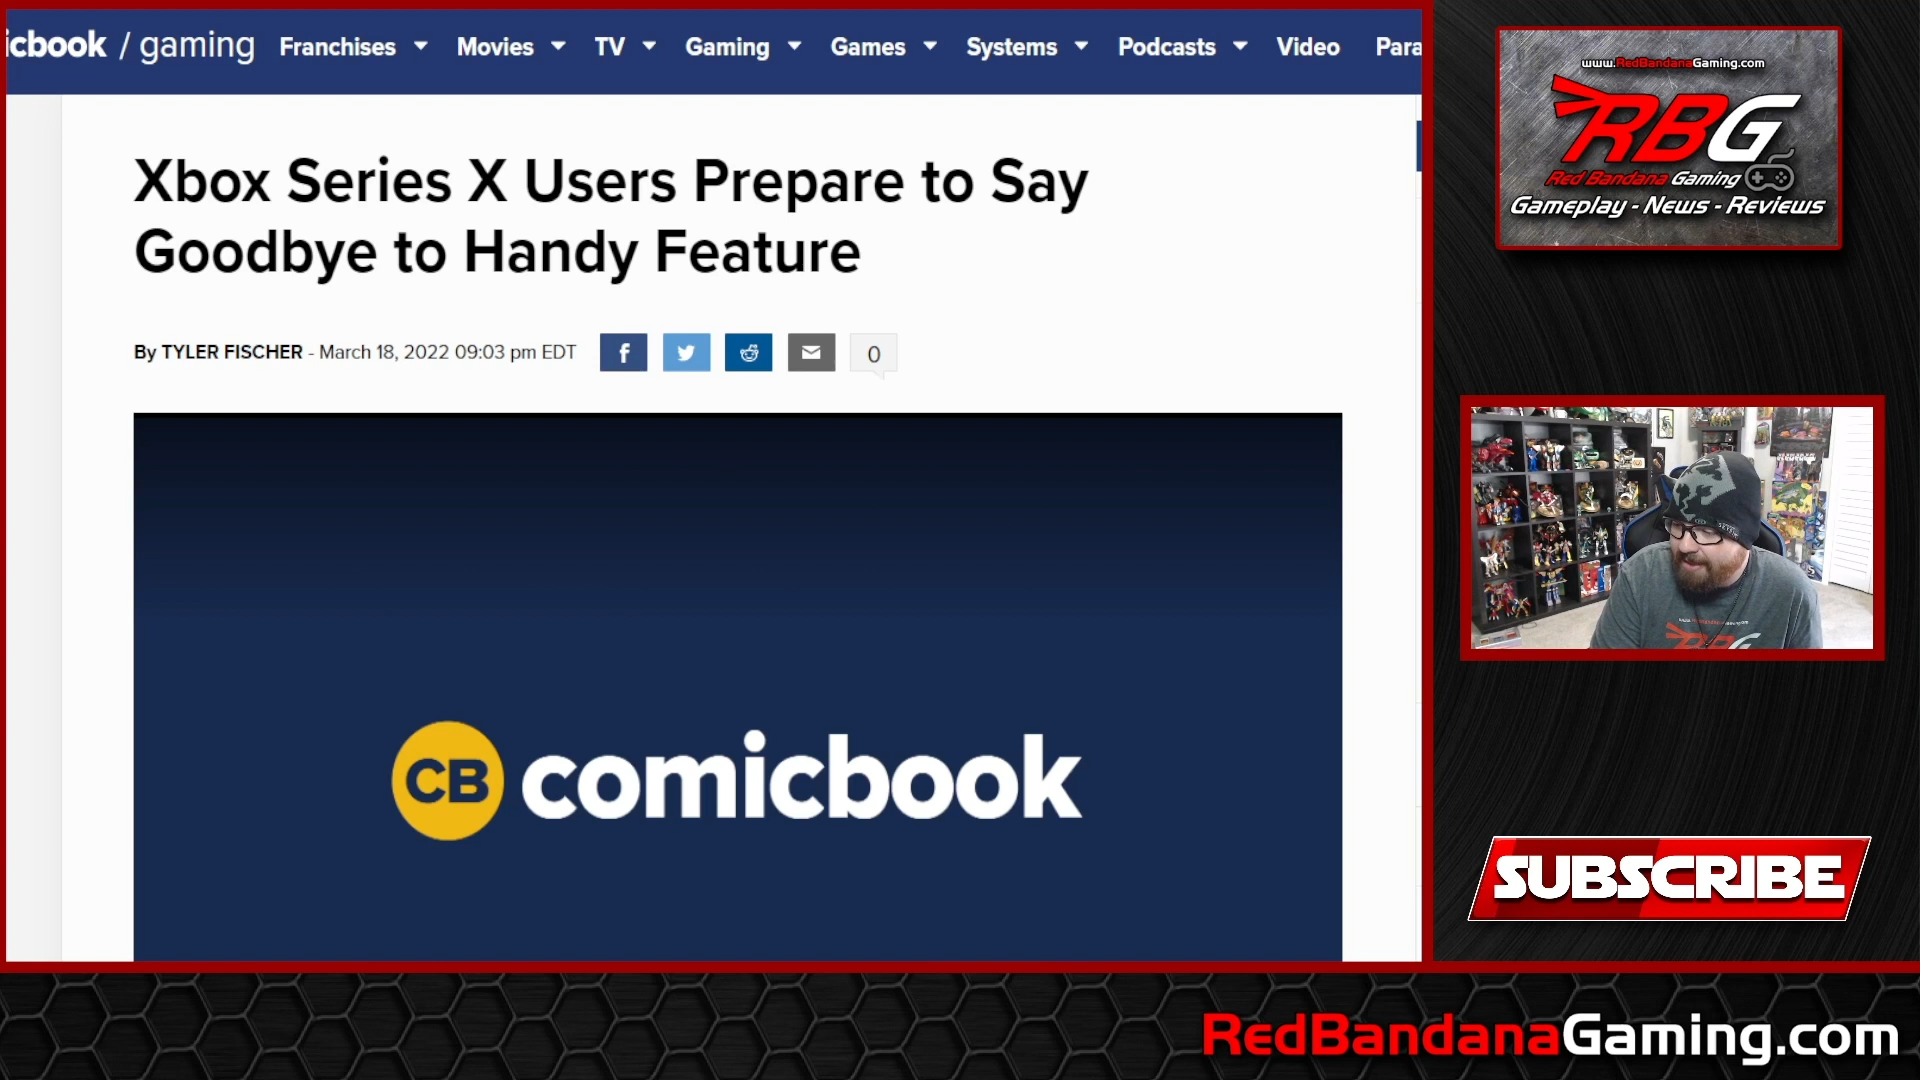 icbook / gaming Franchises Movies TV Gaming Games Systems Podcasts Video Para
Xbox Series X Users Prepare to Say
Goodbye to Handy Feature
By TYLER FISCHER - March 18, 2022 09:03 pm EDT
f
0
CB comicbook
www.RedBandanaGaming.com
RBG
Red Bandana Gaming
Gameplay - News - Reviews
SUBSCRIBE
RedBandanaGaming.com